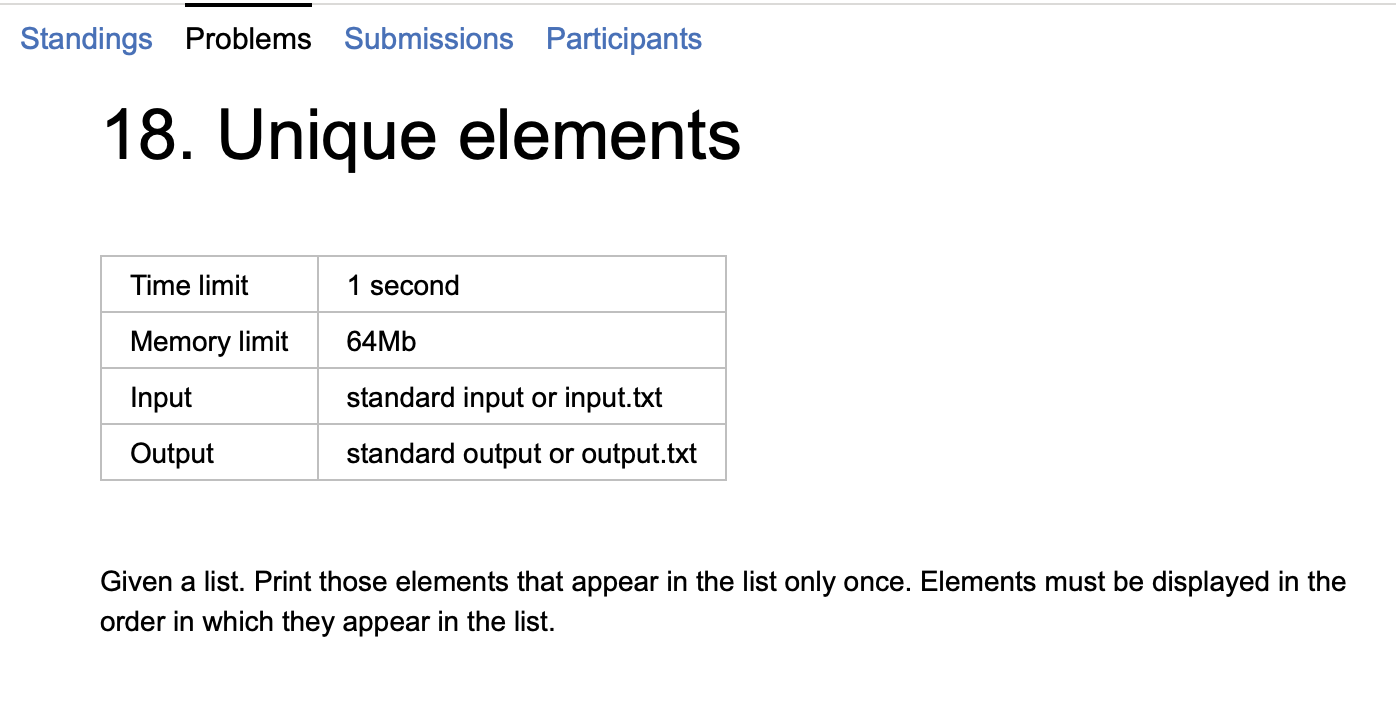 Standings Problems Submissions Participants
18. Unique elements
Time limit 1 second
Memory limit 64Mb
Input standard input or input.txt
Output standard output or output.txt
Given a list. Print those elements that appear in the list only once. Elements must be displayed in the
order in which they appear in the list.